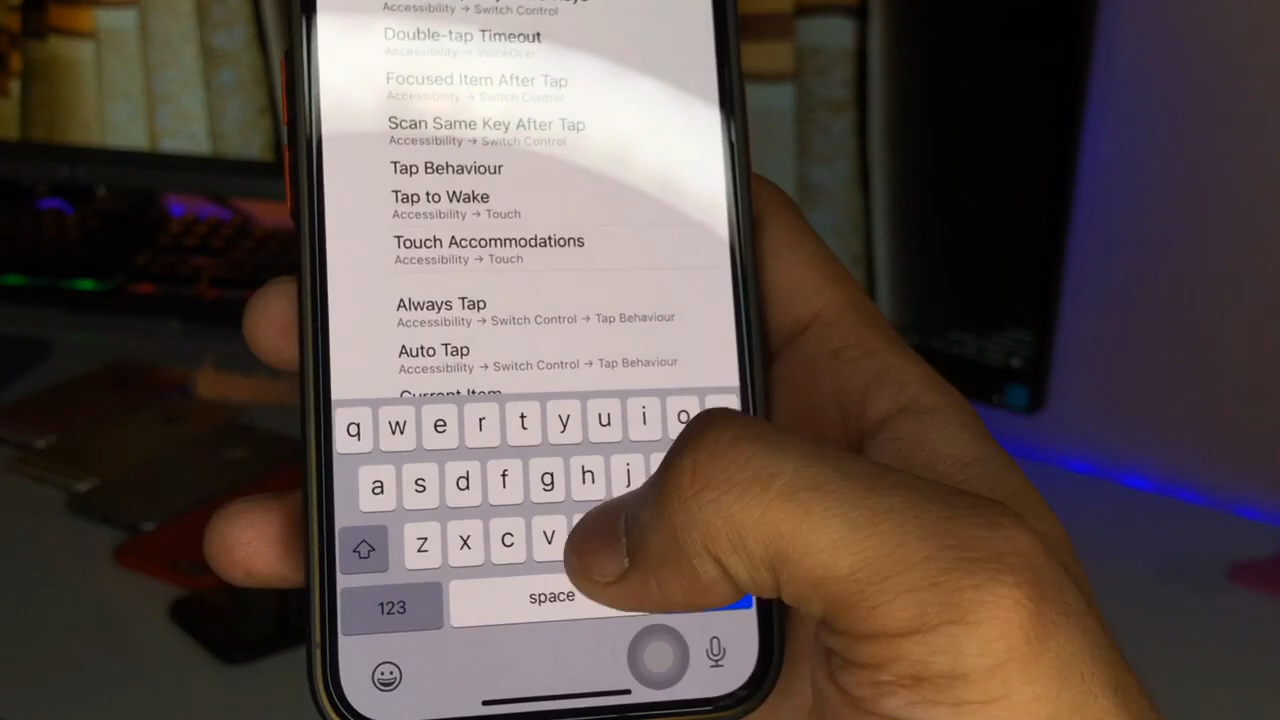 Accessibility → Switch Control
Double-tap Timeout
Accessibility → VoiceOver
Focused Item After Tap
Accessibility → Switch Control
Scan Same Key After Tap
Accessibility → Switch Control
Tap Behaviour
Tap to Wake
Accessibility → Touch
Touch Accommodations
Accessibility → Touch
Always Tap
Accessibility → Switch Control → Tap Behaviour
Auto Tap
Accessibility → Switch Control → Tap Behaviour
Current Item
q w e r t y u i o
a s d f g h j
z x c v
123 space